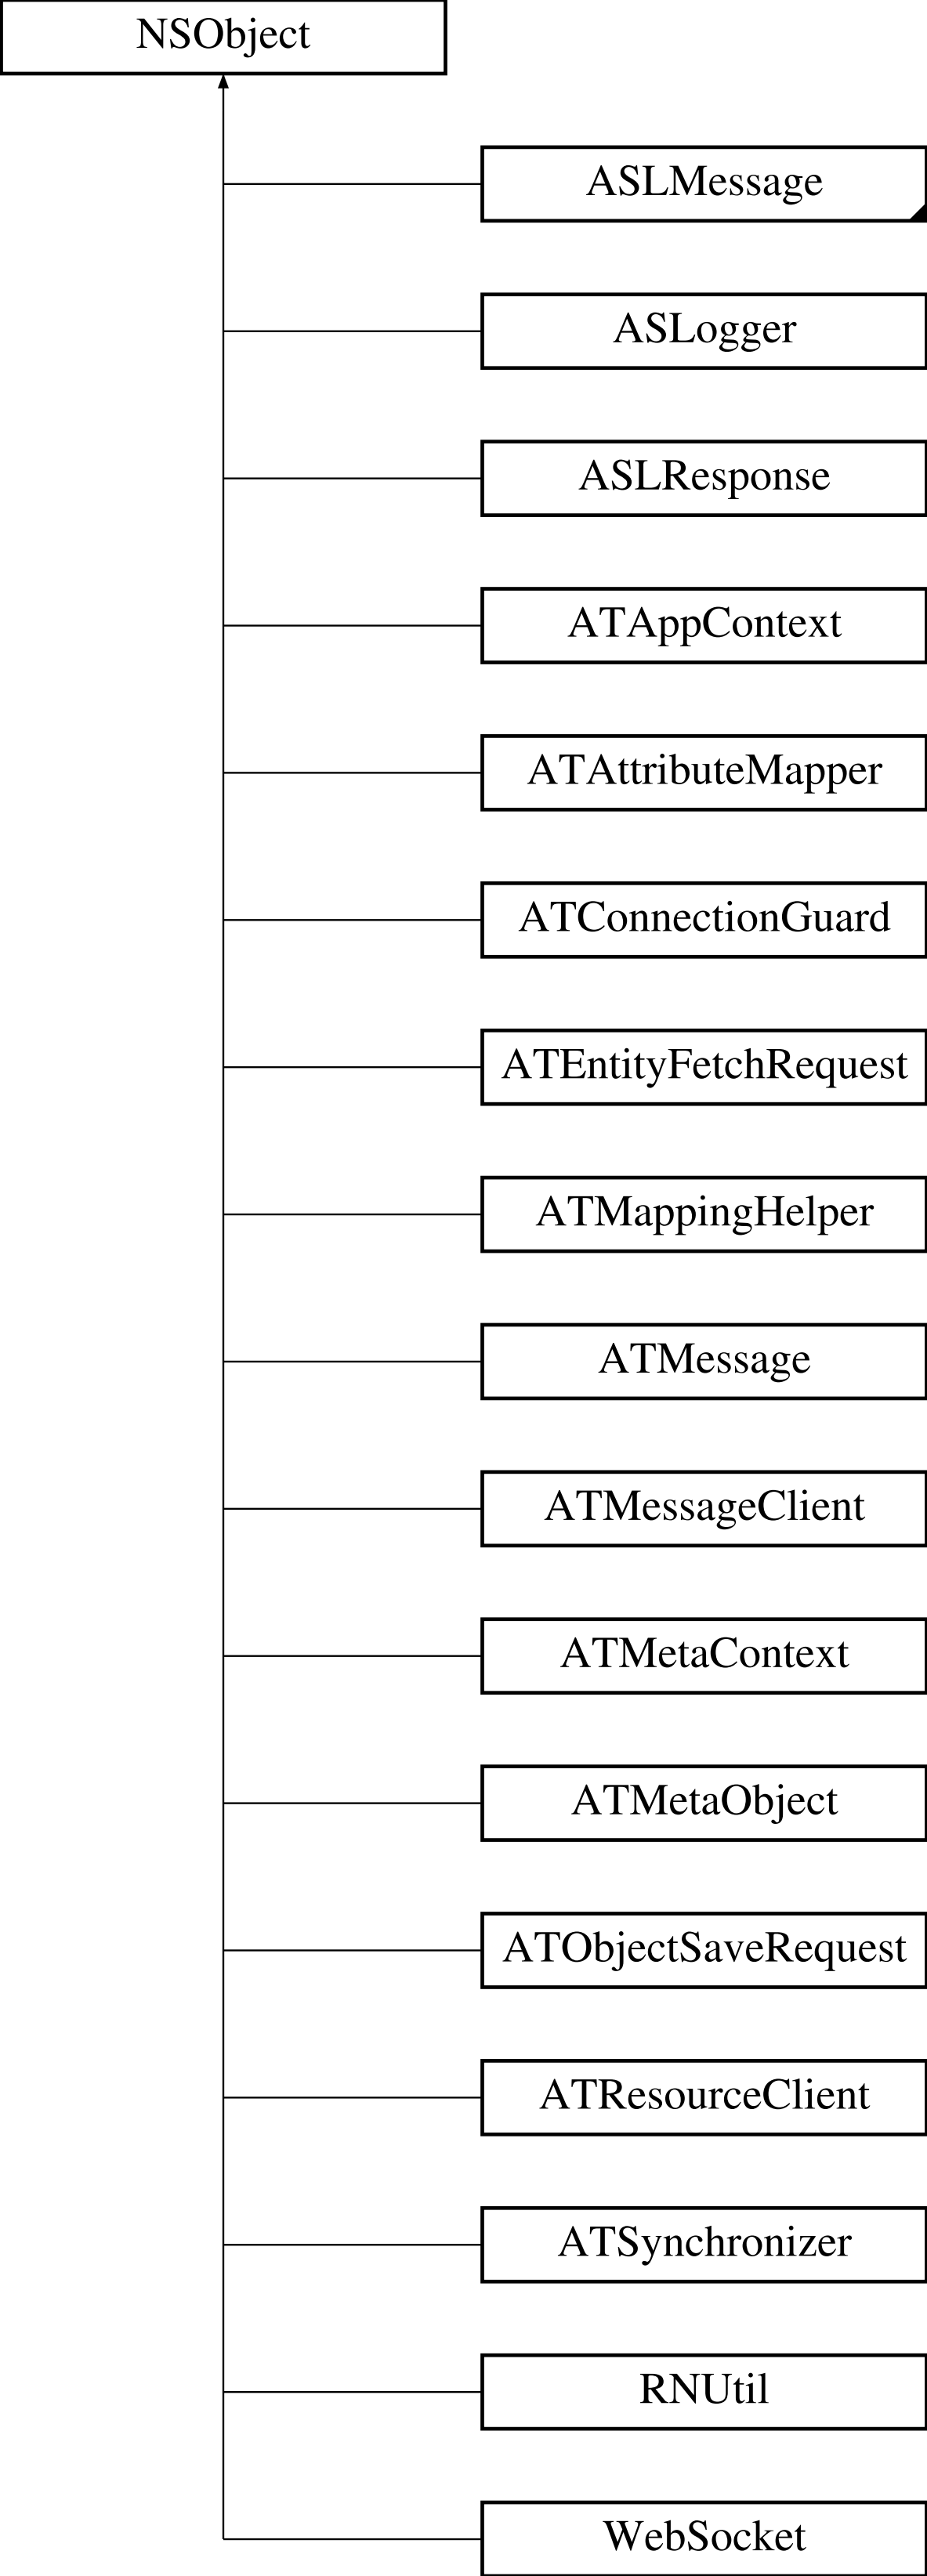 NSObject
ASLMessage
ASLogger
ASLResponse
ATAppContext
ATAttributeMapper
ATConnectionGuard
ATEntityFetchRequest
ATMappingHelper
ATMessage
ATMessageClient
ATMetaContext
ATMetaObject
ATObjectSaveRequest
ATResourceClient
ATSynchronizer
RNUtil
WebSocket